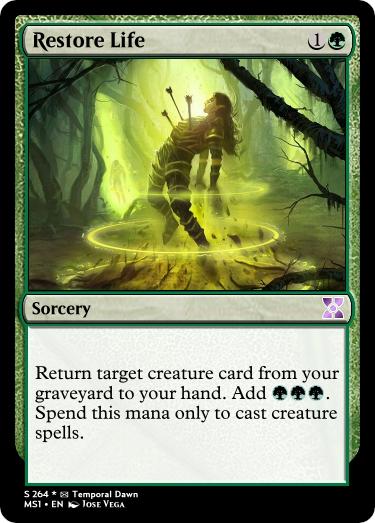 Restore Life 1
Sorcery
Return target creature card from your
graveyard to your hand. Add .
Spend this mana only to cast creature
spells.
S 264 * Temporal Dawn
MS1 • EN Jose Vega